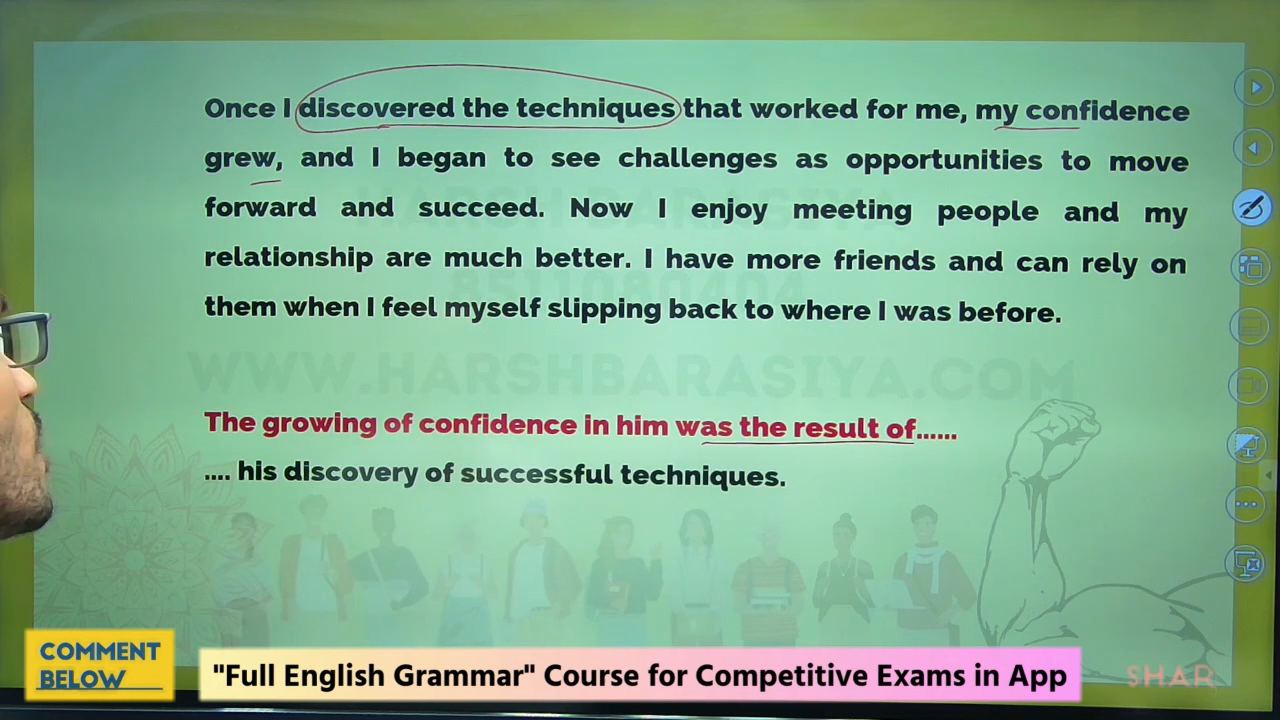 Once I discovered the techniques that worked for me, my confidence
grew, and I began to see challenges as opportunities to move
forward and succeed. Now I enjoy meeting people and my
relationship are much better. I have more friends and can rely on
them when I feel myself slipping back to where I was before.
WWW.HARSHBARASIYA.COM
The growing of confidence in him was the result of......
.... his discovery of successful techniques.
COMMENT
BELOW
"Full English Grammar" Course for Competitive Exams in App
SHAR